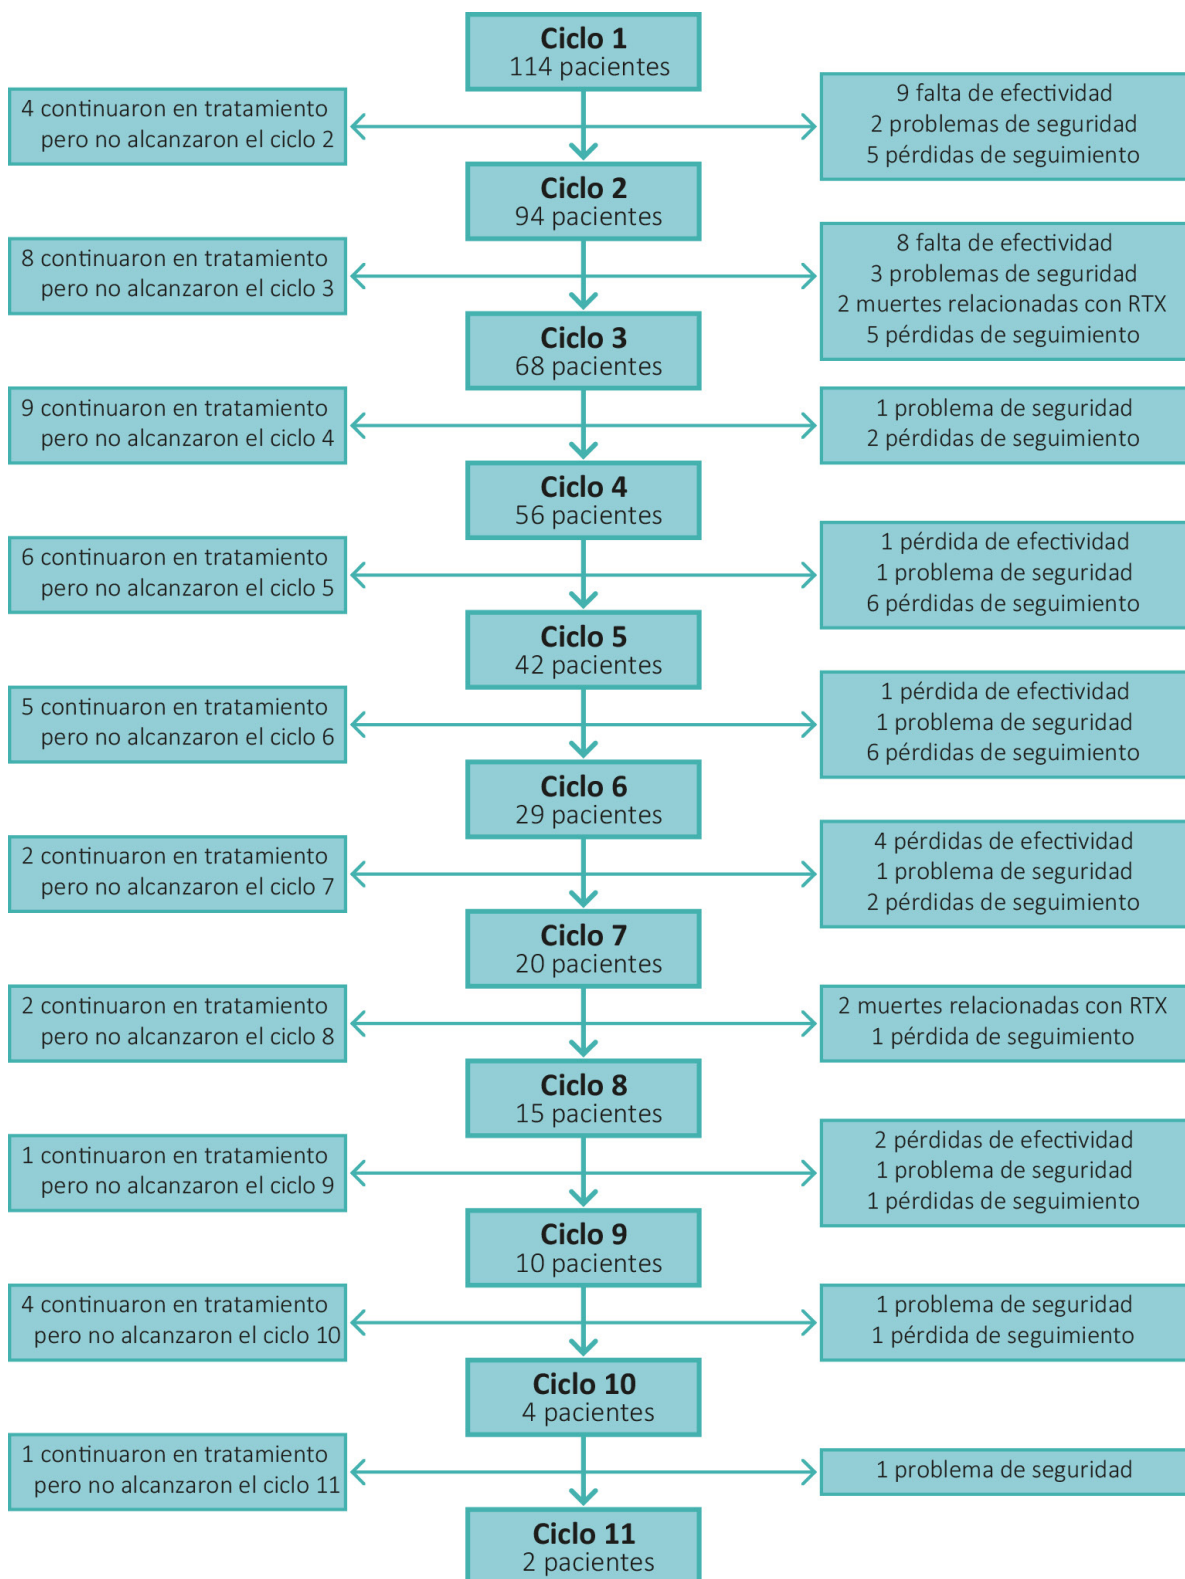 Ciclo 1
114 pacientes
4 continuaron en tratamiento
pero no alcanzaron el ciclo 2
9 falta de efectividad
2 problemas de seguridad
5 pérdidas de seguimiento
Ciclo 2
94 pacientes
8 continuaron en tratamiento
pero no alcanzaron el ciclo 3
8 falta de efectividad
3 problemas de seguridad
2 muertes relacionadas con RTX
5 pérdidas de seguimiento
Ciclo 3
68 pacientes
9 continuaron en tratamiento
pero no alcanzaron el ciclo 4
1 problema de seguridad
2 pérdidas de seguimiento
Ciclo 4
56 pacientes
6 continuaron en tratamiento
pero no alcanzaron el ciclo 5
1 pérdida de efectividad
1 problema de seguridad
6 pérdidas de seguimiento
Ciclo 5
42 pacientes
5 continuaron en tratamiento
pero no alcanzaron el ciclo 6
1 pérdida de efectividad
1 problema de seguridad
6 pérdidas de seguimiento
Ciclo 6
29 pacientes
2 continuaron en tratamiento
pero no alcanzaron el ciclo 7
4 pérdidas de efectividad
1 problema de seguridad
2 pérdidas de seguimiento
Ciclo 7
20 pacientes
2 continuaron en tratamiento
pero no alcanzaron el ciclo 8
2 muertes relacionadas con RTX
1 pérdida de seguimiento
Ciclo 8
15 pacientes
1 continuaron en tratamiento
pero no alcanzaron el ciclo 9
2 pérdidas de efectividad
1 problema de seguridad
1 pérdidas de seguimiento
Ciclo 9
10 pacientes
4 continuaron en tratamiento
pero no alcanzaron el ciclo 10
1 problema de seguridad
1 pérdida de seguimiento
Ciclo 10
4 pacientes
1 continuaron en tratamiento
pero no alcanzaron el ciclo 11
1 problema de seguridad
Ciclo 11
2 pacientes